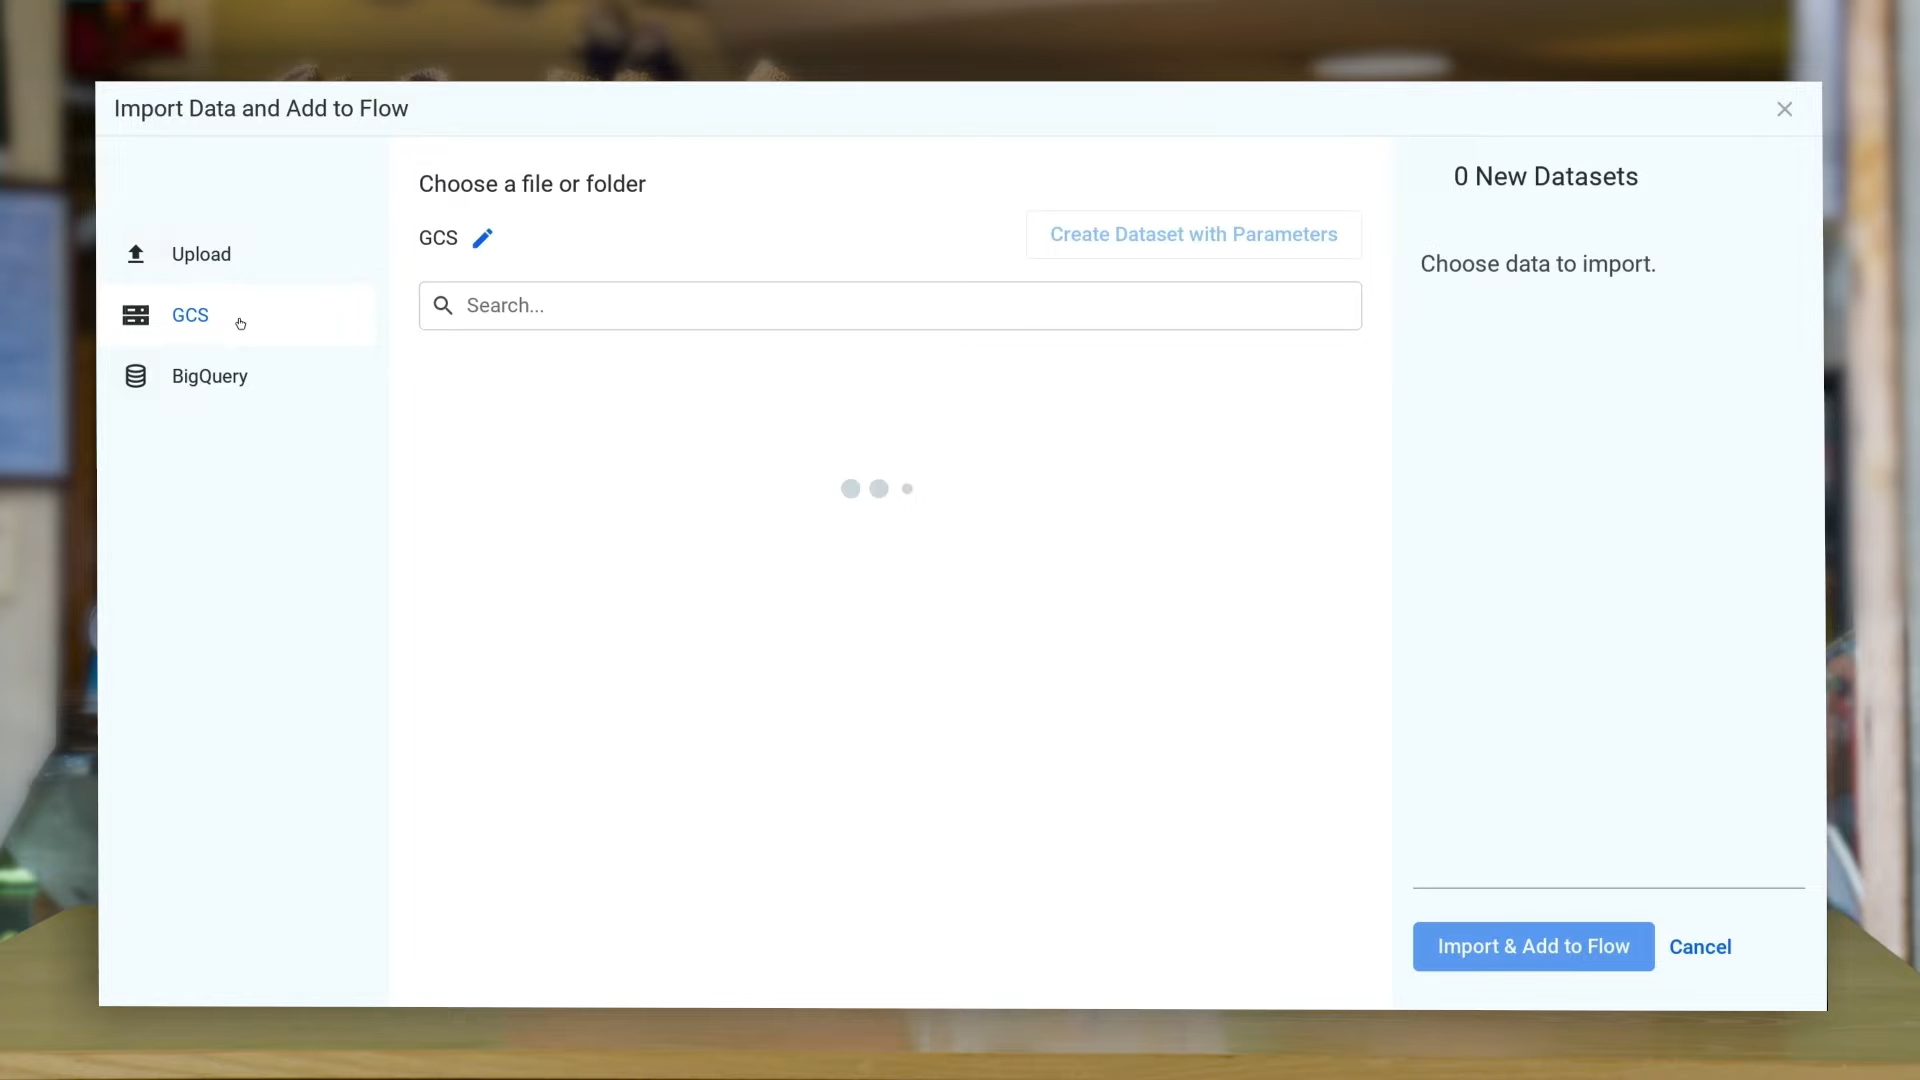 Import Data and Add to Flow
Upload
GCS
BigQuery
Choose a file or folder
GCS
Create Dataset with Parameters
Search...
0 New Datasets
Choose data to import.
Import & Add to Flow
Cancel